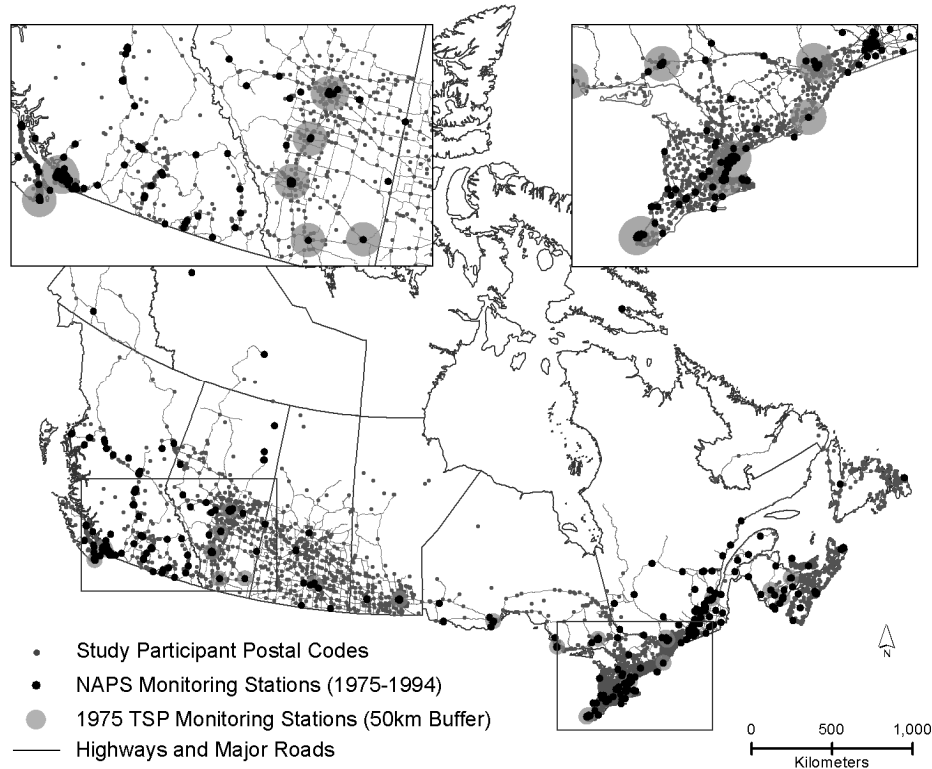 Study Participant Postal Codes
NAPS Monitoring Stations (1975-1994)
1975 TSP Monitoring Stations (50km Buffer)
Highways and Major Roads
N
0 500 1,000
Kilometers